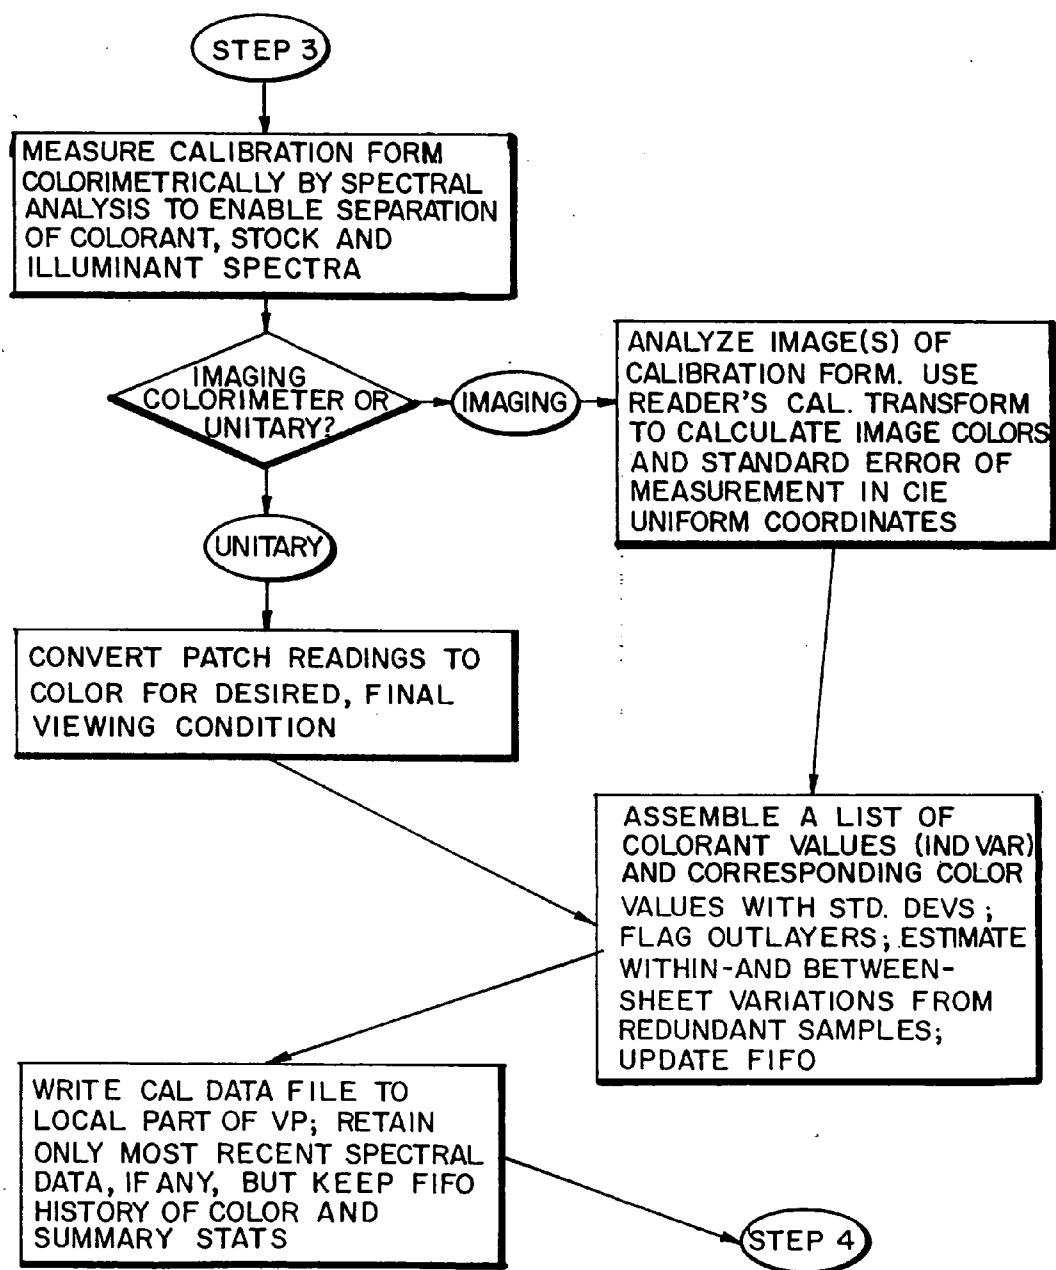 STEP 3
MEASURE CALIBRATION FORM
COLORIMETRICALLY BY SPECTRAL
ANALYSIS TO ENABLE SEPARATION
OF COLORANT, STOCK AND
ILLUMINANT SPECTRA
IMAGING
COLORIMETER OR
UNITARY?
IMAGING
ANALYZE IMAGE(S) OF
CALIBRATION FORM. USE
READER'S CAL. TRANSFORM
TO CALCULATE IMAGE COLORS
AND STANDARD ERROR OF
MEASUREMENT IN CIE
UNIFORM COORDINATES
UNITARY
CONVERT PATCH READINGS TO
COLOR FOR DESIRED, FINAL
VIEWING CONDITION
ASSEMBLE A LIST OF
COLORANT VALUES (IND VAR)
AND CORRESPONDING COLOR
VALUES WITH STD. DEVS;
FLAG OUTLAYERS; ESTIMATE
WITHIN-AND BETWEEN-
SHEET VARIATIONS FROM
REDUNDANT SAMPLES;
UPDATE FIFO
WRITE CAL DATA FILE TO
LOCAL PART OF VP; RETAIN
ONLY MOST RECENT SPECTRAL
DATA, IF ANY, BUT KEEP FIFO
HISTORY OF COLOR AND
SUMMARY STATS
STEP 4